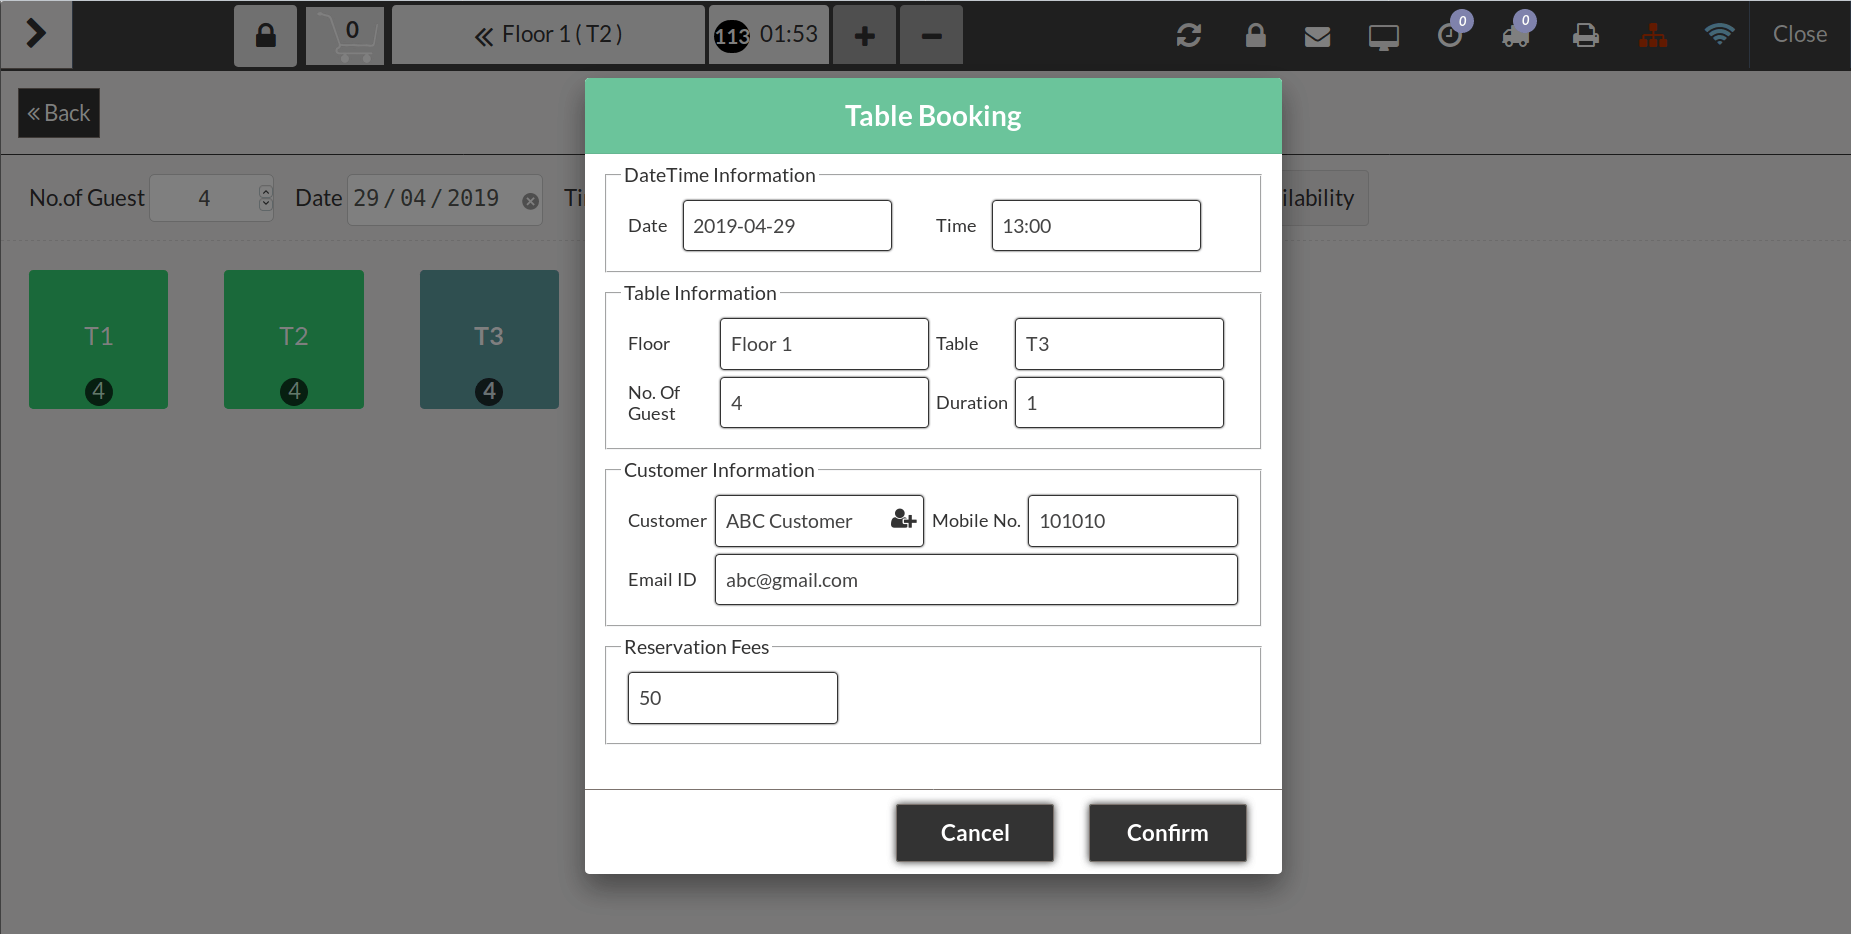 0 « Floor 1 ( T2 ) 113 01:53 + − 0 0 Close
« Back
No.of Guest 4 Date 29 / 04 / 2019
T1 4
T2 4
T3 4
Table Booking
DateTime Information
Date 2019-04-29 Time 13:00
Table Information
Floor Floor 1 Table T3
No. Of
Guest 4 Duration 1
Customer Information
Customer ABC Customer Mobile No. 101010
Email ID abc@gmail.com
Reservation Fees
50
Cancel Confirm